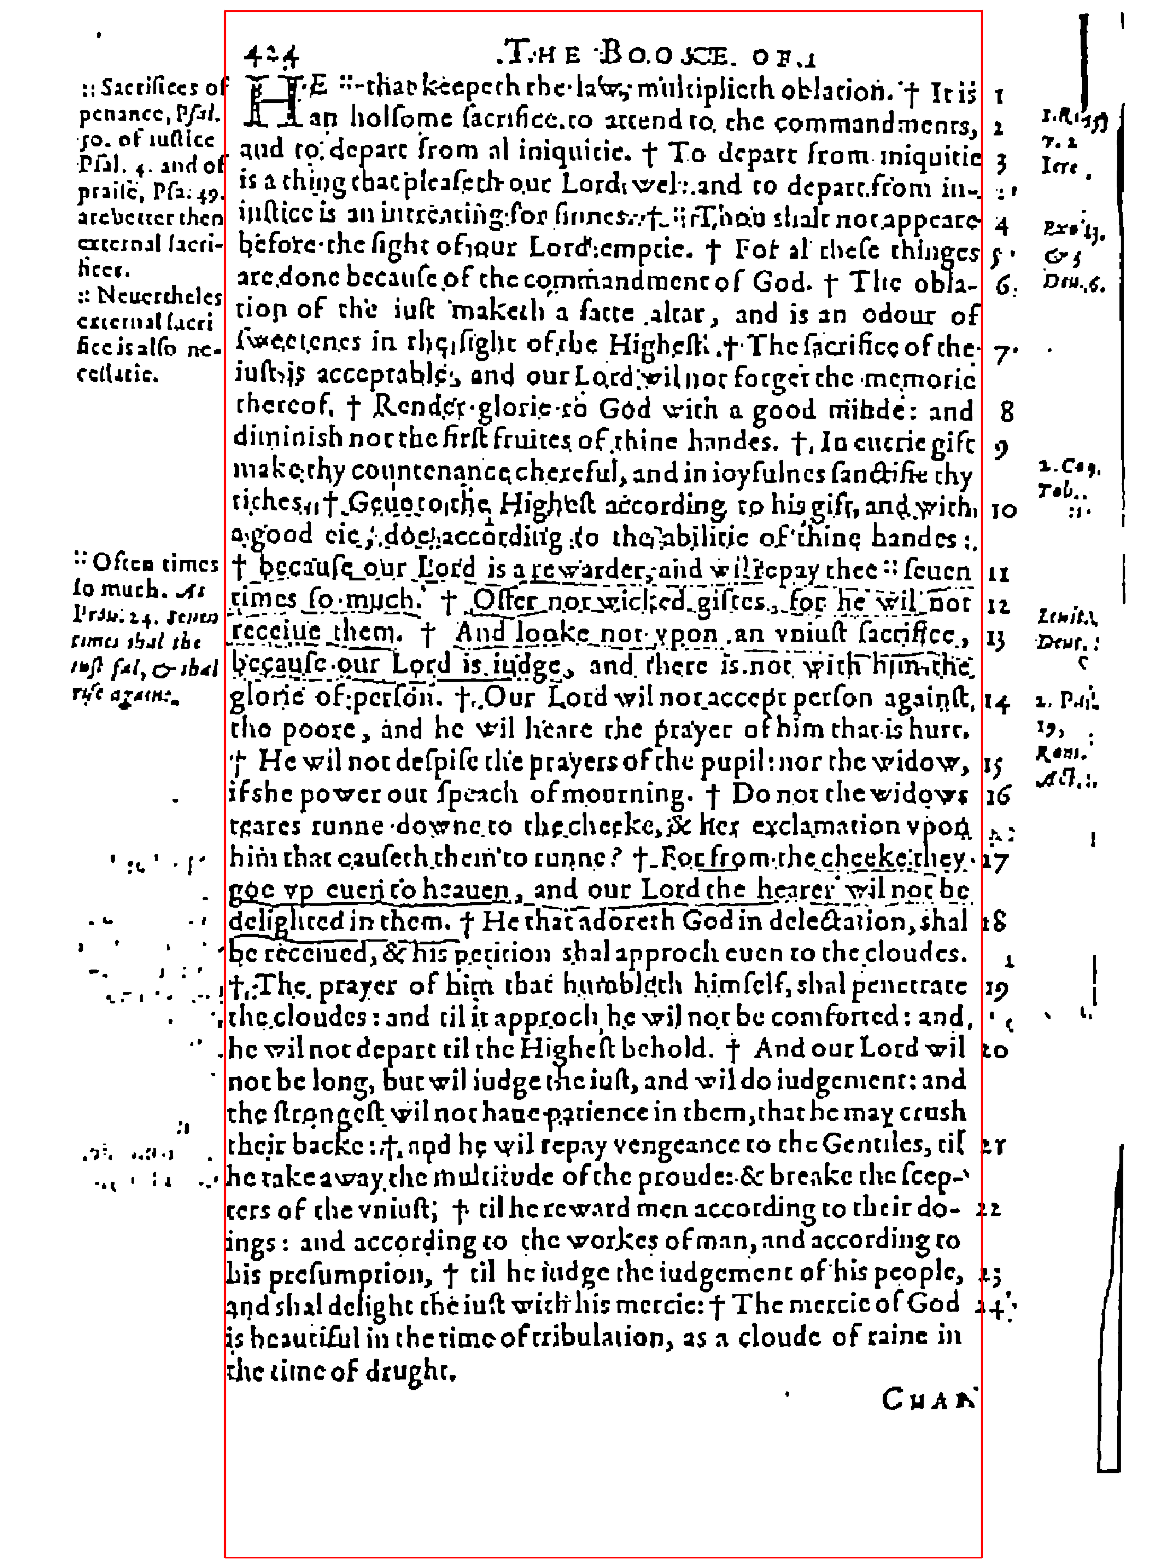 424 THE BOOKE OF
:: Sacrifices of
penance, Psal.
50. of iustice
Psal. 4. and of
praise, Psa. 49.
are better then
external sacri-
fices.
:: Neuertheles
external sacri
fice is also ne-
cessarie.
:: Often times
so much. As
Prou. 24. seuen
times shal the
iust fal, & shal
rise againe.
HE :: that keepeth the law, multiplieth oblation. † It is 1
an holsome sacrifice to attend to the commandments, 2
and to depart from al iniquitie. † To depart from iniquitie 3
is a thing that pleaseth our Lord wel: and to depart from in-
iustice is an intreating for sinnes. † :: Thou shalt not appeare 4
before the sight of our Lord emptie. † For al these thinges 5
are done because of the commandment of God. † The obla- 6
tion of the iust maketh a fatte altar, and is an odour of
sweetenes in the sight of the Highest. † The sacrifice of the 7
iust is acceptable, and our Lord wil not forget the memorie
thereof. † Render glorie to God with a good minde: and 8
diminish not the first fruites of thine handes. † In euerie gift 9
make thy countenance chereful, and in ioyfulnes sanctifie thy
tithes. † Geue to the Highest according to his gift, and with 10
a good eie doe according to the abilitie of thine handes:
† because our Lord is a rewarder, and wil repay thee :: seuen 11
times so much. † Offer not wicked giftes, for he wil not 12
receiue them. † And looke not vpon an vniust sacrifice, 13
because our Lord is iudge, and there is not with him the
glorie of person. † Our Lord wil not accept person against 14
the poore, and he wil heare the prayer of him that is hurt.
† He wil not despise the prayers of the pupil: nor the widow, 15
if she power out speach of mourning. † Do not the widows 16
teares runne downe to the cheeke, & her exclamation vpon
him that causeth them to runne? † For from the cheeke they 17
goe vp euen to heauen, and our Lord the hearer wil not be
delighted in them. † He that adoreth God in delectation, shal 18
be receiued, & his petition shal approch euen to the cloudes.
† The prayer of him that humbleth himself, shal penetrate 19
the cloudes: and til it approch he wil not be comforted: and
he wil not depart til the Highest behold. † And our Lord wil 20
not be long, but wil iudge the iust, and wil do iudgement: and
the strongest wil not haue patience in them, that he may crush
their backe: † and he wil repay vengeance to the Gentiles, til 21
he take away the multitude of the proude: & breake the scep-
ters of the vniust; † til he reward men according to their do- 22
ings: and according to the workes of man, and according to
his presumption, † til he iudge the iudgement of his people, 23
and shal delight the iust with his mercie: † The mercie of God 24
is beautiful in the time of tribulation, as a cloude of raine in
the time of drught.
CHAP
7. 2
Iere
& 5
Deu. 6.
2. Cor.
Tob.
Leuit.
Deut.
2. Par.
19,
Rom.
Act.